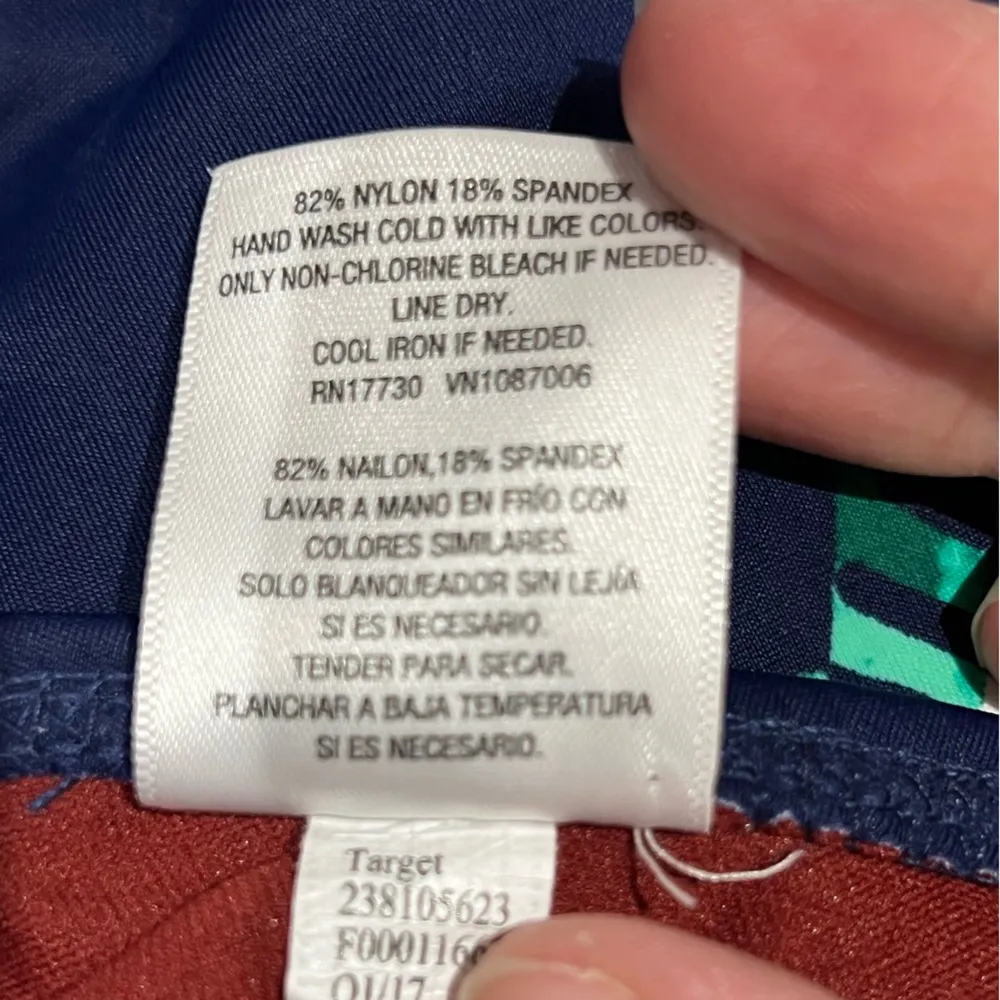 82% NYLON 18% SPANDEX
HAND WASH COLD WITH LIKE COLORS.
ONLY NON-CHLORINE BLEACH IF NEEDED.
LINE DRY.
COOL IRON IF NEEDED.
RN17730 VN1087006
82% NAILON, 18% SPANDEX
LAVAR A MANO EN FRÍO CON
COLORES SIMILARES.
SOLO BLANQUEADOR SIN LEJÍA
SI ES NECESARIO.
TENDER PARA SECAR.
PLANCHAR A BAJA TEMPERATURA
SI ES NECESARIO.
Target
238105623